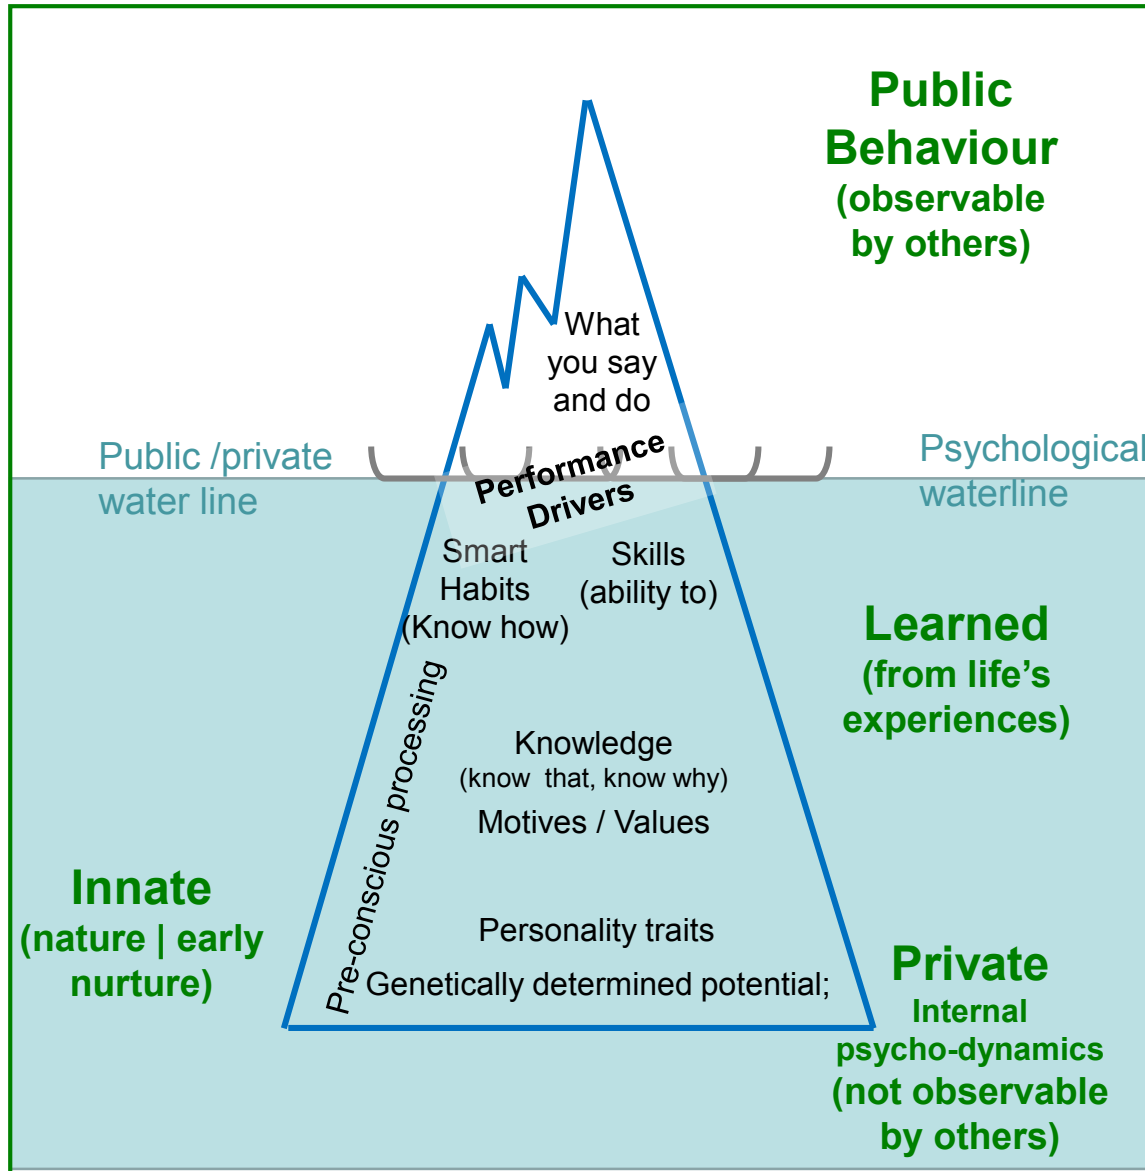 Public
Behaviour
(observable
by others)
What
you say
and do
Public /private
water line
Performance
Drivers
Psychological
waterline
Smart
Habits
(Know how)
Skills
(ability to)
Learned
(from life’s
experiences)
Pre-conscious processing
Knowledge
(know that, know why)
Motives / Values
Innate
(nature | early
nurture)
Personality traits
Genetically determined potential;
Private
Internal
psycho-dynamics
(not observable
by others)